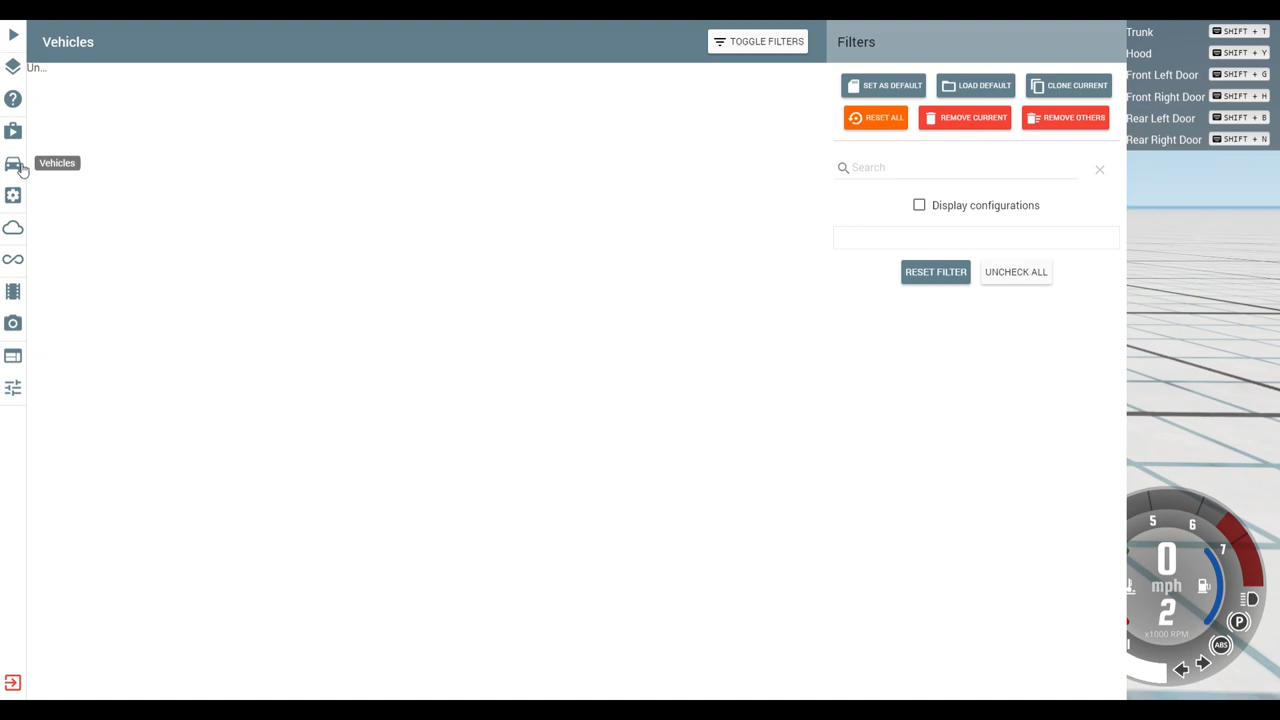 Vehicles
TOGGLE FILTERS
Un...
Vehicles
Filters
SET AS DEFAULT
LOAD DEFAULT
CLONE CURRENT
RESET ALL
REMOVE CURRENT
REMOVE OTHERS
Search
Display configurations
RESET FILTER
UNCHECK ALL
Trunk SHIFT + T
Hood SHIFT + Y
Front Left Door SHIFT + G
Front Right Door SHIFT + H
Rear Left Door SHIFT + B
Rear Right Door SHIFT + N
5 6 7
0
mph
2
x1000 RPM
P
ABS